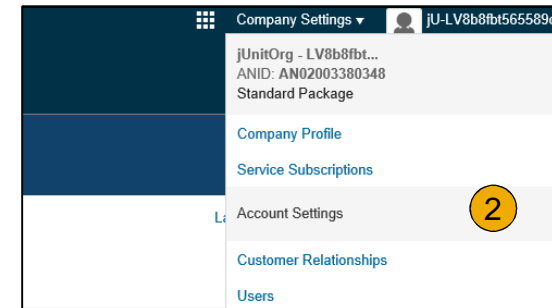 Company Settings ▾ jU-LV8b8fbt565589
jUnitOrg - LV8b8fbt...
ANID: AN02003380348
Standard Package
Company Profile
Service Subscriptions
Account Settings 2
Customer Relationships
Users